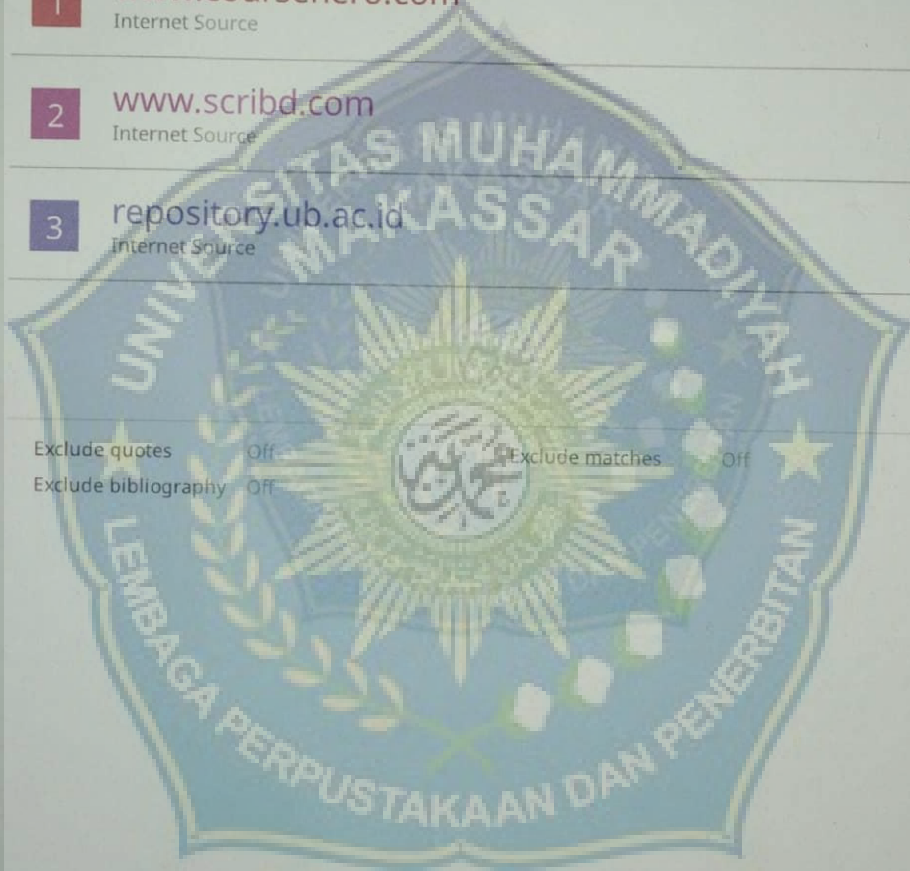 1
Internet Source
2
www.scribd.com
Internet Source
3
repository.ub.ac.id
Internet Source
Exclude quotes Off
Exclude matches Off
Exclude bibliography Off
UNIVERSITAS MUHAMMADIYAH
MAKASSAR
LEMBAGA PERPUSTAKAAN DAN PENERBITAN